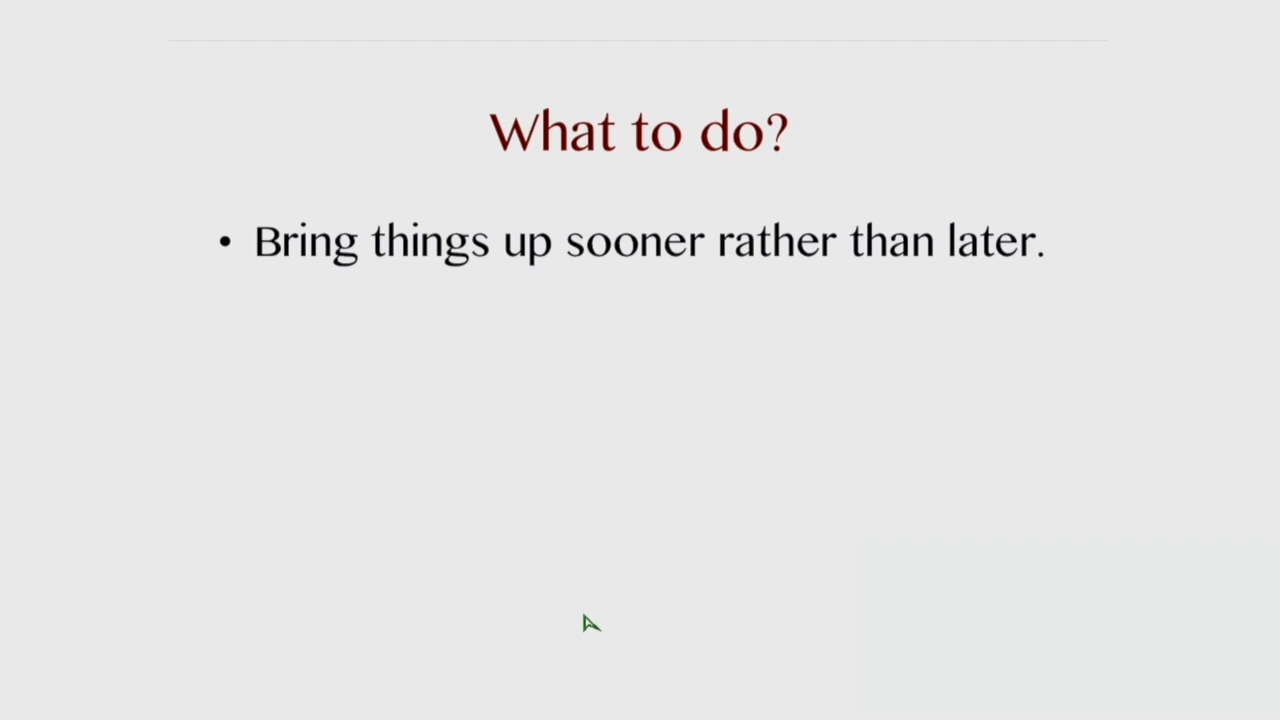 What to do?
• Bring things up sooner rather than later.